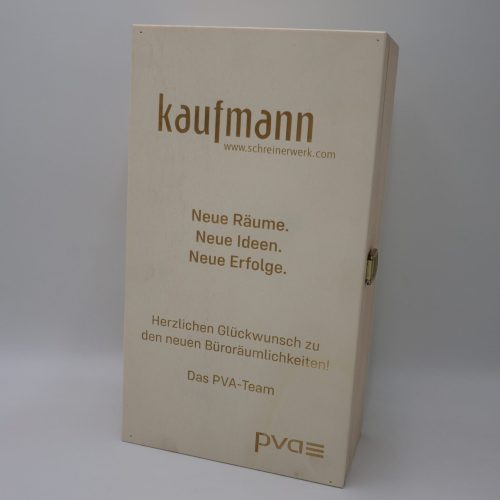 kaufmann
www.schreinerwerk.com
Neue Räume.
Neue Ideen.
Neue Erfolge.
Herzlichen Glückwunsch zu
den neuen Büroräumlichkeiten!
Das PVA-Team
pva